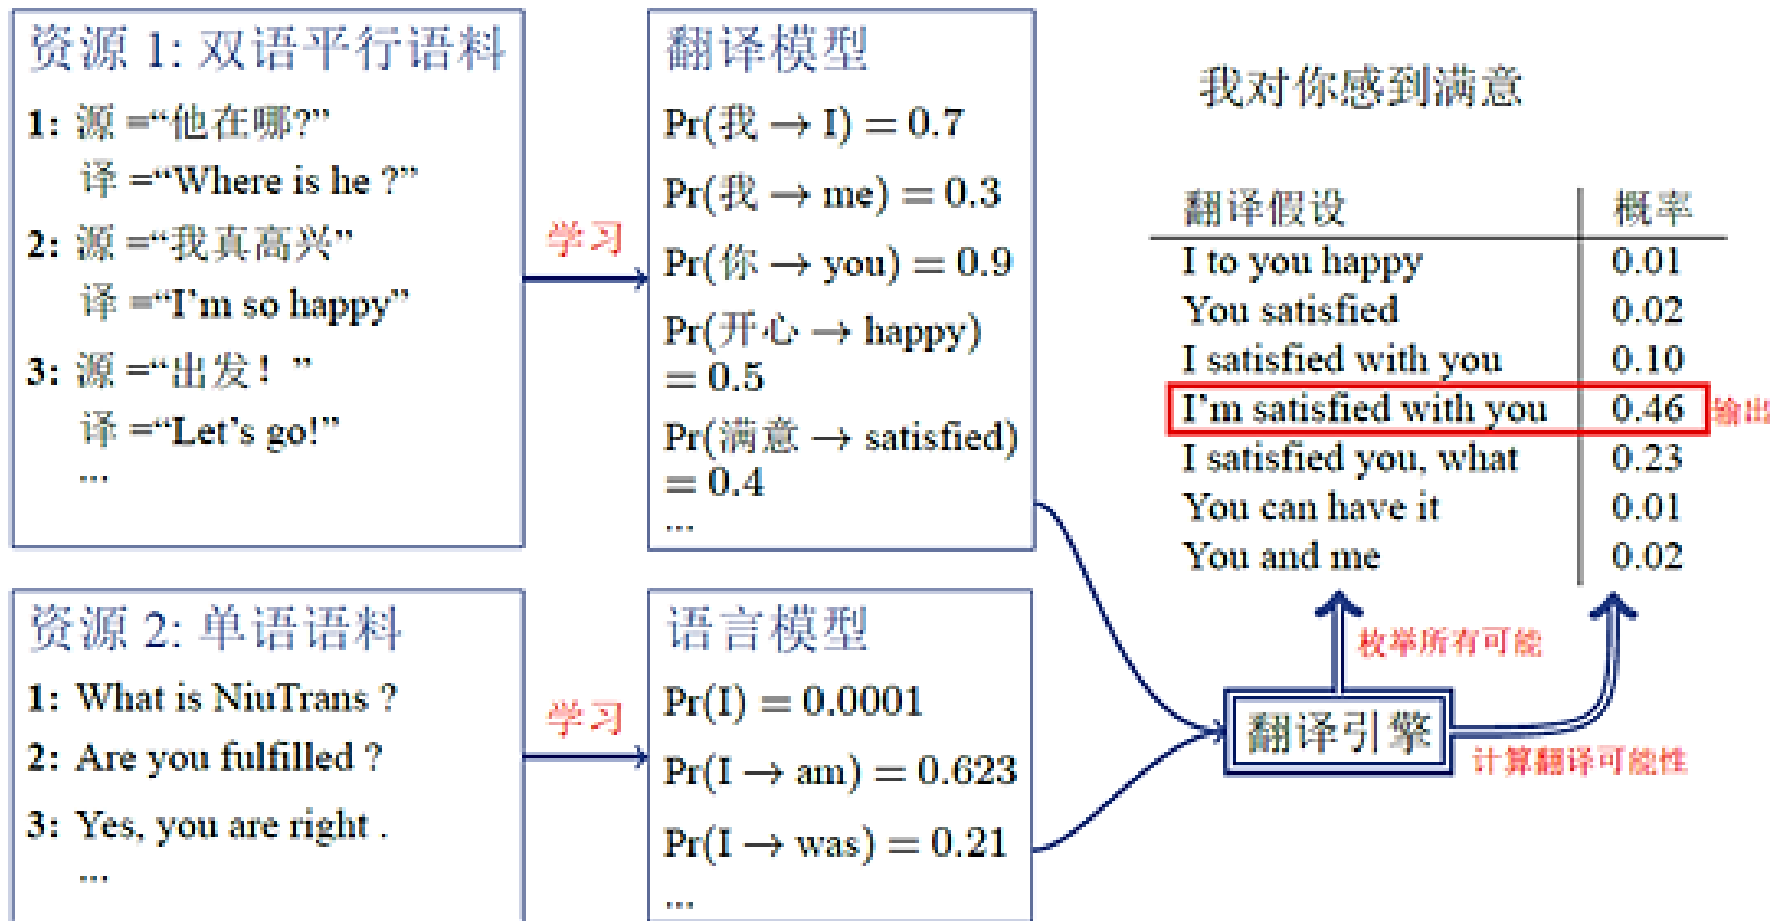 资源 1: 双语平行语料
1: 源 =“他在哪?”
译 =“Where is he ?”
2: 源 =“我真高兴”
译 =“I’m so happy”
3: 源 =“出发！”
译 =“Let’s go!”
...
学习
翻译模型
Pr(我 → I) = 0.7
Pr(我 → me) = 0.3
Pr(你 → you) = 0.9
Pr(开心 → happy)
= 0.5
Pr(满意 → satisfied)
= 0.4
...
资源 2: 单语语料
1: What is NiuTrans ?
2: Are you fulfilled ?
3: Yes, you are right .
...
学习
语言模型
Pr(I) = 0.0001
Pr(I → am) = 0.623
Pr(I → was) = 0.21
...
我对你感到满意
翻译假设 概率
I to you happy 0.01
You satisfied 0.02
I satisfied with you 0.10
I’m satisfied with you 0.46 输出
I satisfied you, what 0.23
You can have it 0.01
You and me 0.02
枚举所有可能
翻译引擎
计算翻译可能性